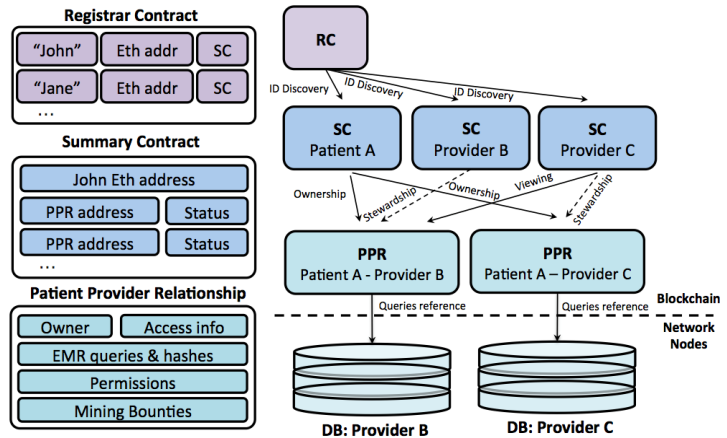 Registrar Contract
“John” Eth addr SC
“Jane” Eth addr SC
…
Summary Contract
John Eth address
PPR address Status
PPR address Status
…
Patient Provider Relationship
Owner Access info
EMR queries & hashes
Permissions
Mining Bounties
RC
ID Discovery ID Discovery ID Discovery
SC SC SC
Patient A Provider B Provider C
Ownership Stewardship Ownership Viewing Stewardship
PPR PPR
Patient A - Provider B Patient A – Provider C
Queries reference Queries reference
Blockchain
Network
Nodes
DB: Provider B DB: Provider C